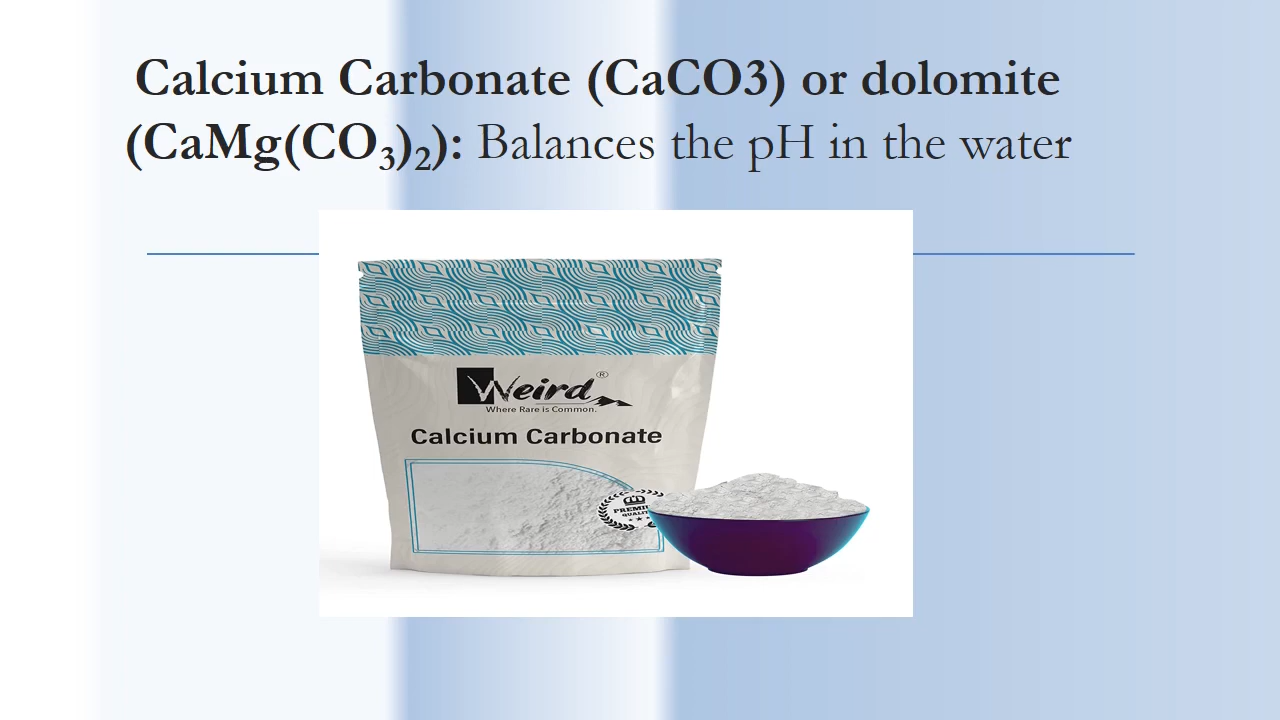 Calcium Carbonate (CaCO3) or dolomite
(CaMg(CO₃)₂): Balances the pH in the water
Weird®
Where Rare is Common.
Calcium Carbonate
QUALITY